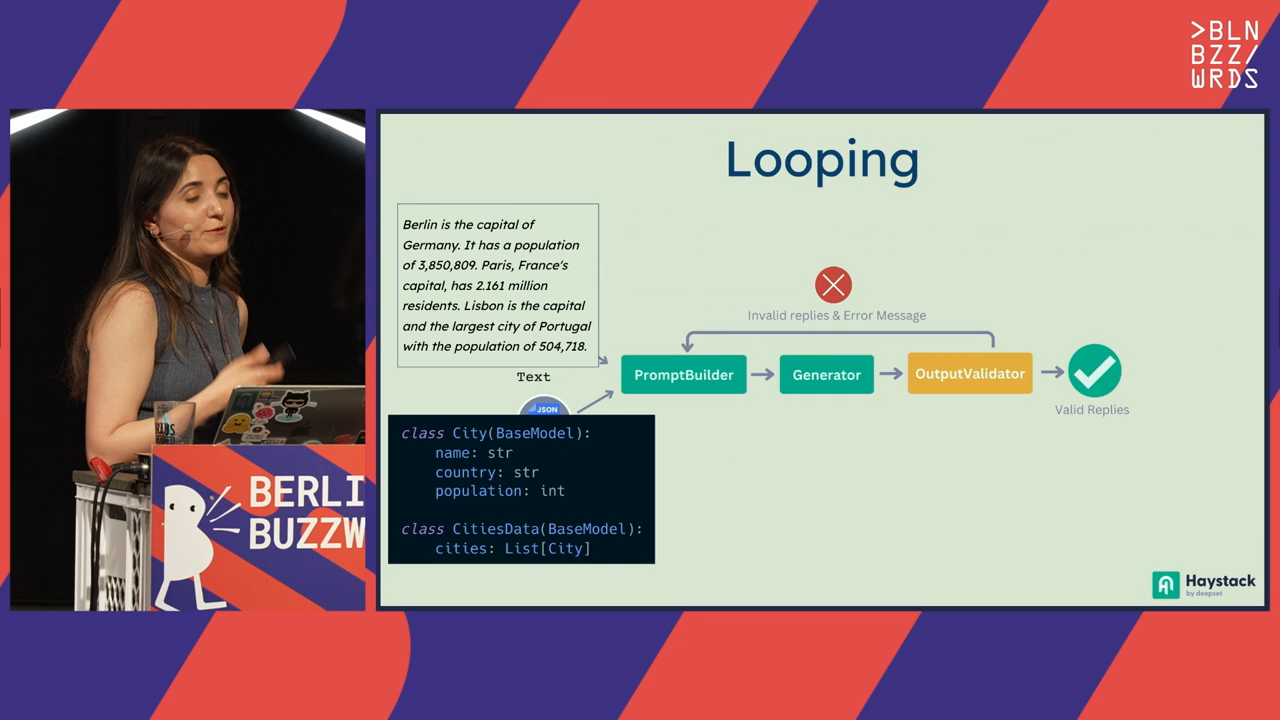 >BLN
BZZ/
WRDS
Looping
Berlin is the capital of
Germany. It has a population
of 3,850,809. Paris, France's
capital, has 2.161 million
residents. Lisbon is the capital
and the largest city of Portugal
with the population of 504,718.
Text
JSON
Invalid replies & Error Message
PromptBuilder
Generator
OutputValidator
Valid Replies
class City(BaseModel):
name: str
country: str
population: int
class CitiesData(BaseModel):
cities: List[City]
Haystack
by deepset
BERLI
BUZZW